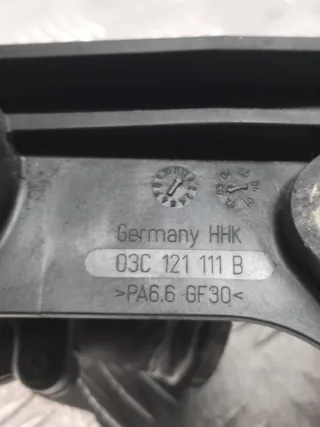 Germany HHK
03C 121 111 B
>PA6.6 GF30<